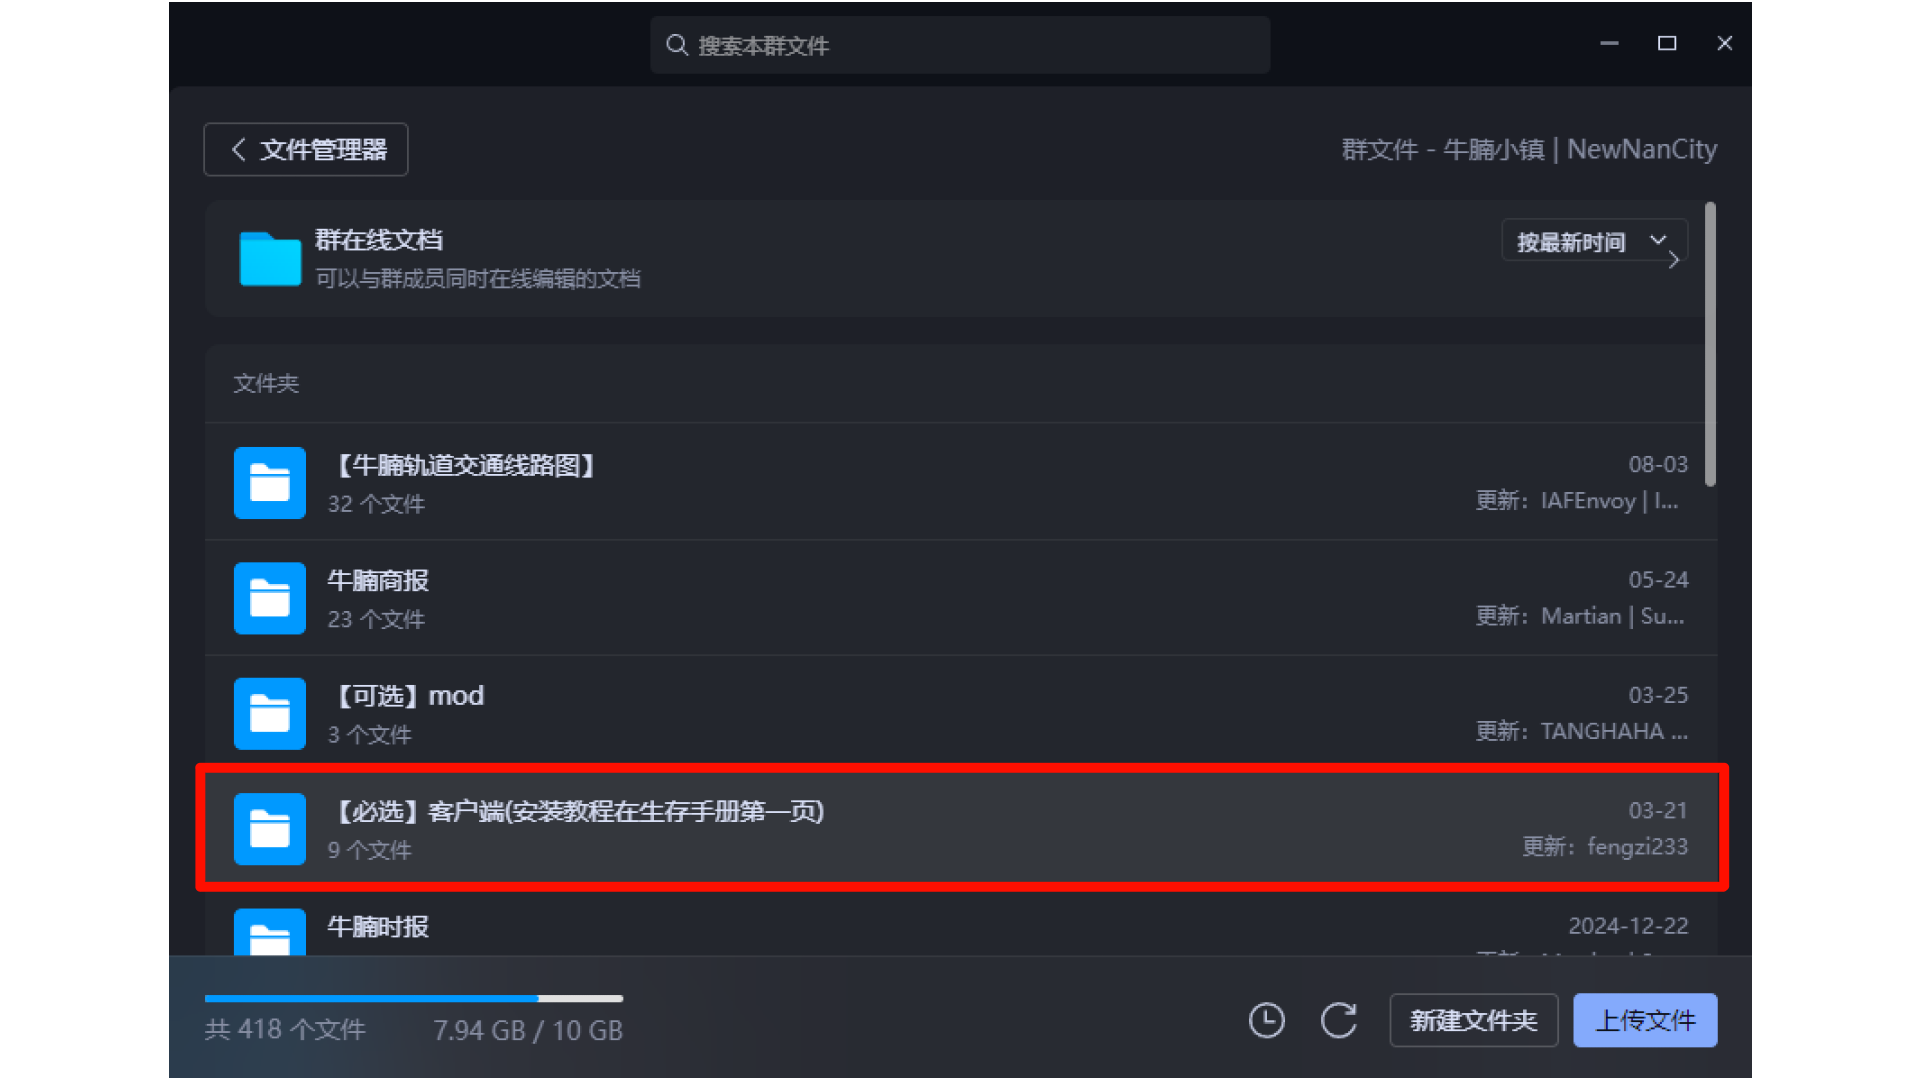 搜索本群文件
文件管理器
群文件 - 牛腩小镇 | NewNanCity
群在线文档
可以与群成员同时在线编辑的文档
按最新时间
文件夹
【牛腩轨道交通线路图】
32 个文件
08-03
更新：IAFEnvoy | I...
牛腩商报
23 个文件
05-24
更新：Martian | Su...
【可选】mod
3 个文件
03-25
更新：TANGHAHA ...
【必选】客户端(安装教程在生存手册第一页)
9 个文件
03-21
更新：fengzi233
牛腩时报
2024-12-22
共 418 个文件
7.94 GB / 10 GB
新建文件夹
上传文件